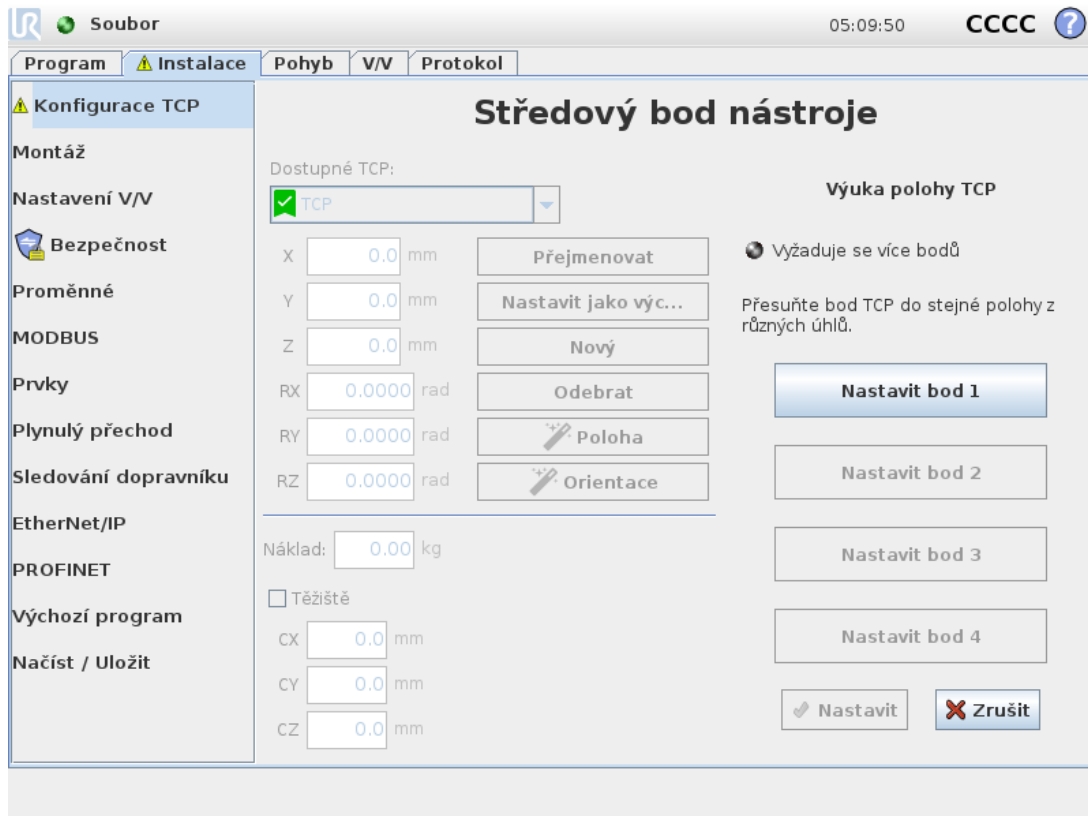 UR Soubor 05:09:50 CCCC ?
Program Instalace Pohyb V/V Protokol
Konfigurace TCP
Montáž
Nastavení V/V
Bezpečnost
Proměnné
MODBUS
Prvky
Plynulý přechod
Sledování dopravníku
EtherNet/IP
PROFINET
Výchozí program
Načíst / Uložit
Středový bod nástroje
Dostupné TCP:
TCP
X 0.0 mm Přejmenovat
Y 0.0 mm Nastavit jako výc...
Z 0.0 mm Nový
RX 0.0000 rad Odebrat
RY 0.0000 rad Poloha
RZ 0.0000 rad Orientace
Náklad: 0.00 kg
Těžiště
CX 0.0 mm
CY 0.0 mm
CZ 0.0 mm
Výuka polohy TCP
Vyžaduje se více bodů
Přesuňte bod TCP do stejné polohy z
různých úhlů.
Nastavit bod 1
Nastavit bod 2
Nastavit bod 3
Nastavit bod 4
Nastavit Zrušit